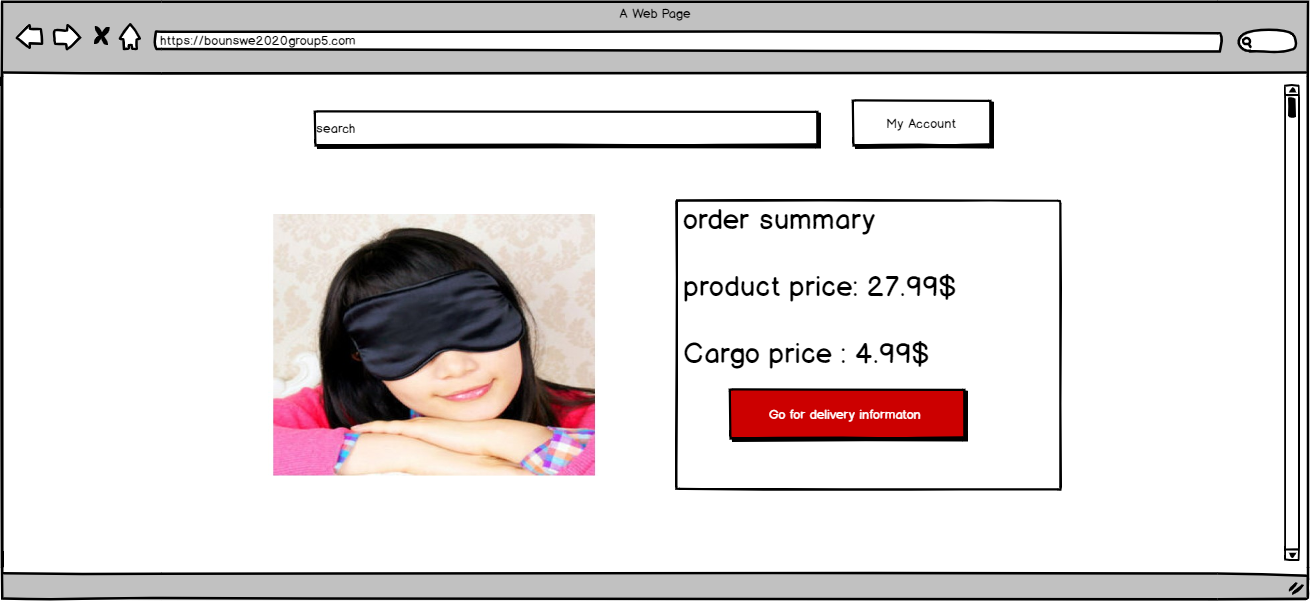 A Web Page
https://bounswe2020group5.com
search
My Account
order summary
product price: 27.99$
Cargo price : 4.99$
Go for delivery informaton